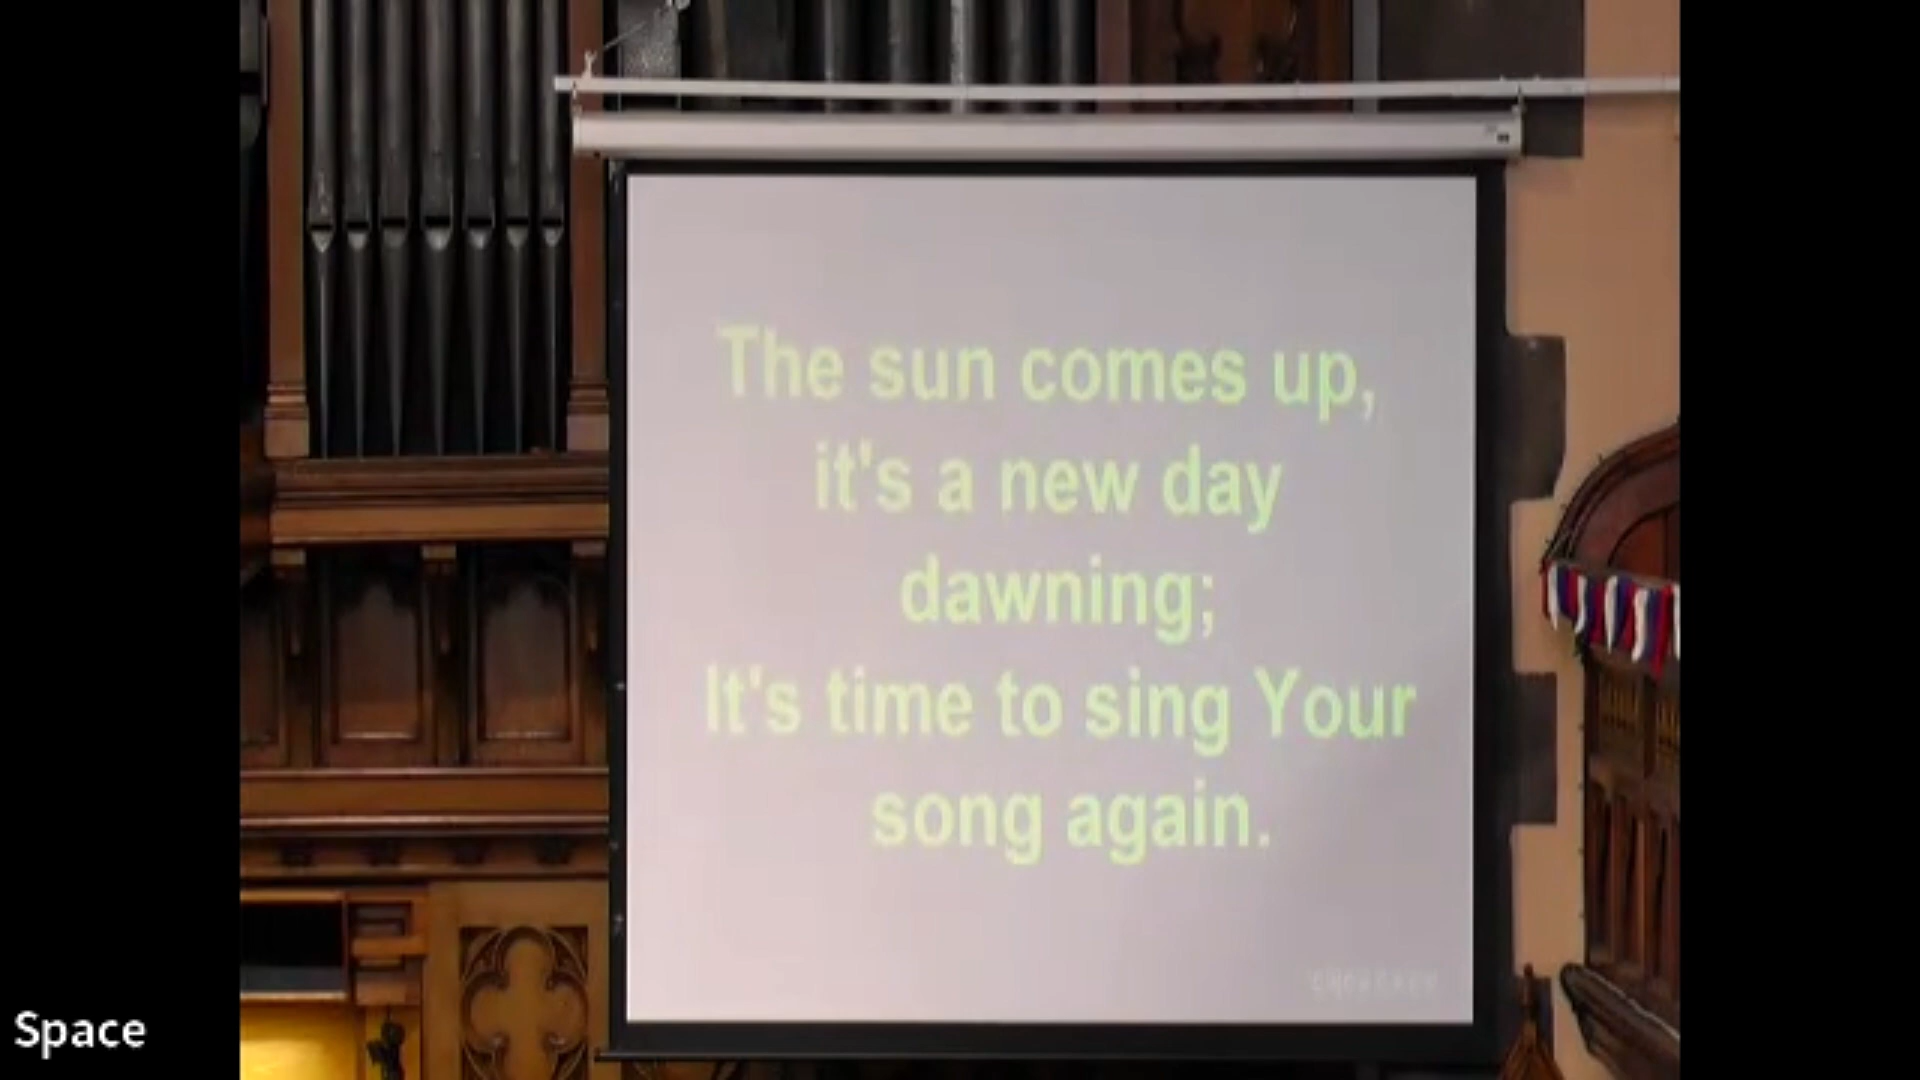 The sun comes up,
it's a new day
dawning;
It's time to sing Your
song again.
Space